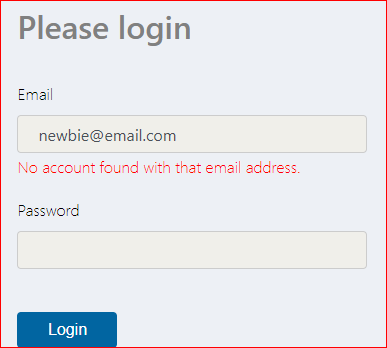 Please login
Email
newbie@email.com
No account found with that email address.
Password
Login